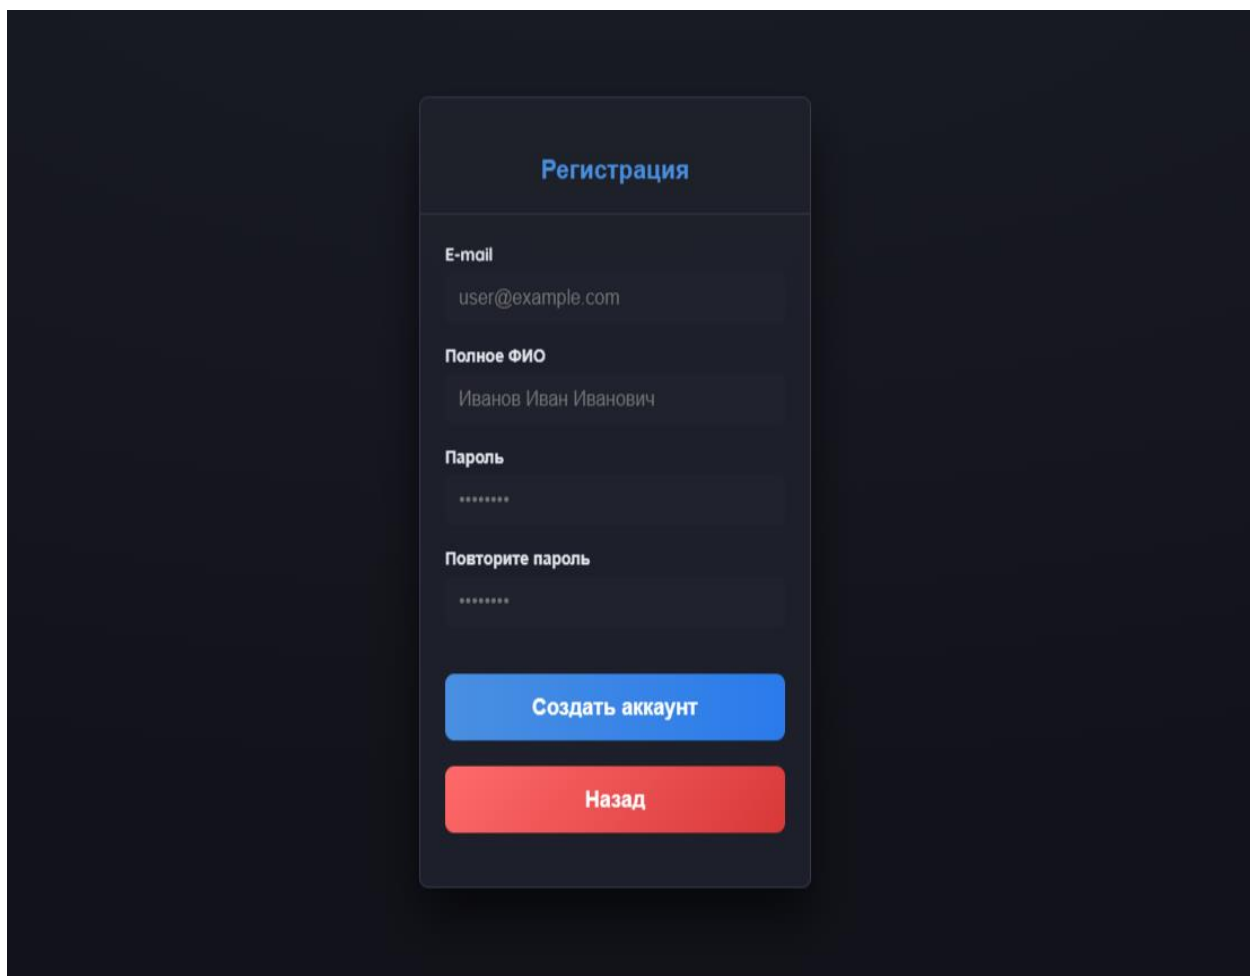 Регистрация
E-mail
user@example.com
Полное ФИО
Иванов Иван Иванович
Пароль
••••••••
Повторите пароль
••••••••
Создать аккаунт
Назад